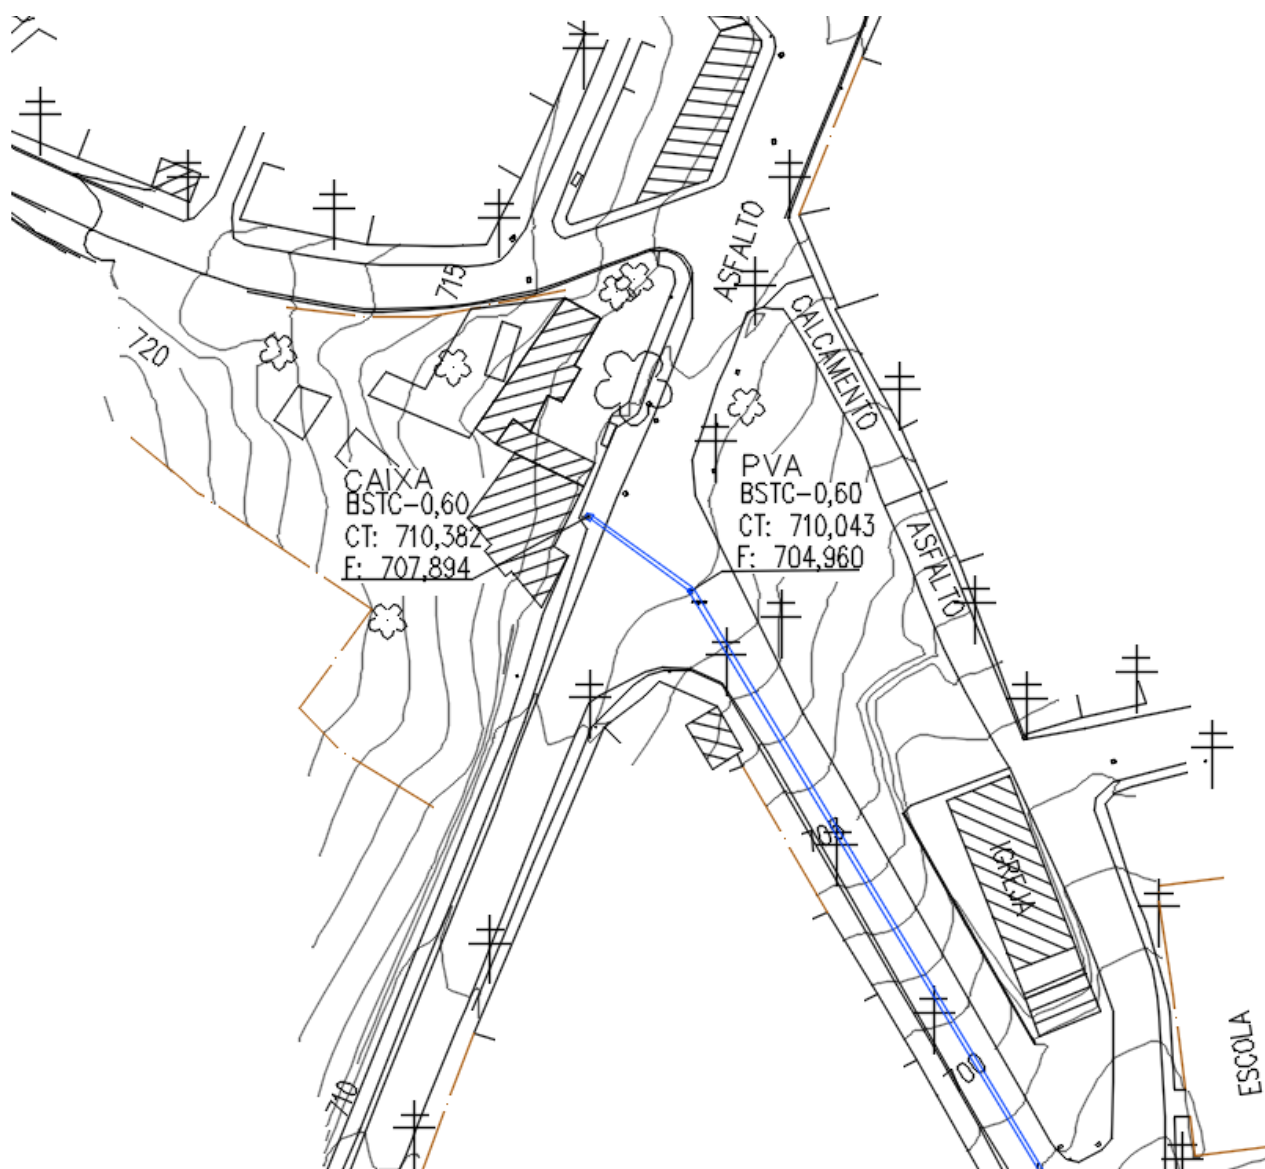 ASFALTO
715
CALCAMENTO
720
CAIXA
BSTC-0,60
CT: 710,382
F: 707,894
PVA
BSTC-0,60
CT: 710,043
F: 704,960
ASFALTO
IGREJA
700
ESCOLA
710